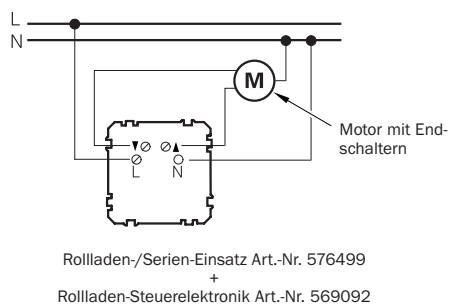 L
N
M
Motor mit End-
schaltern
L
N
Rollladen-/Serien-Einsatz Art.-Nr. 576499
+
Rollladen-Steuerelektronik Art.-Nr. 569092